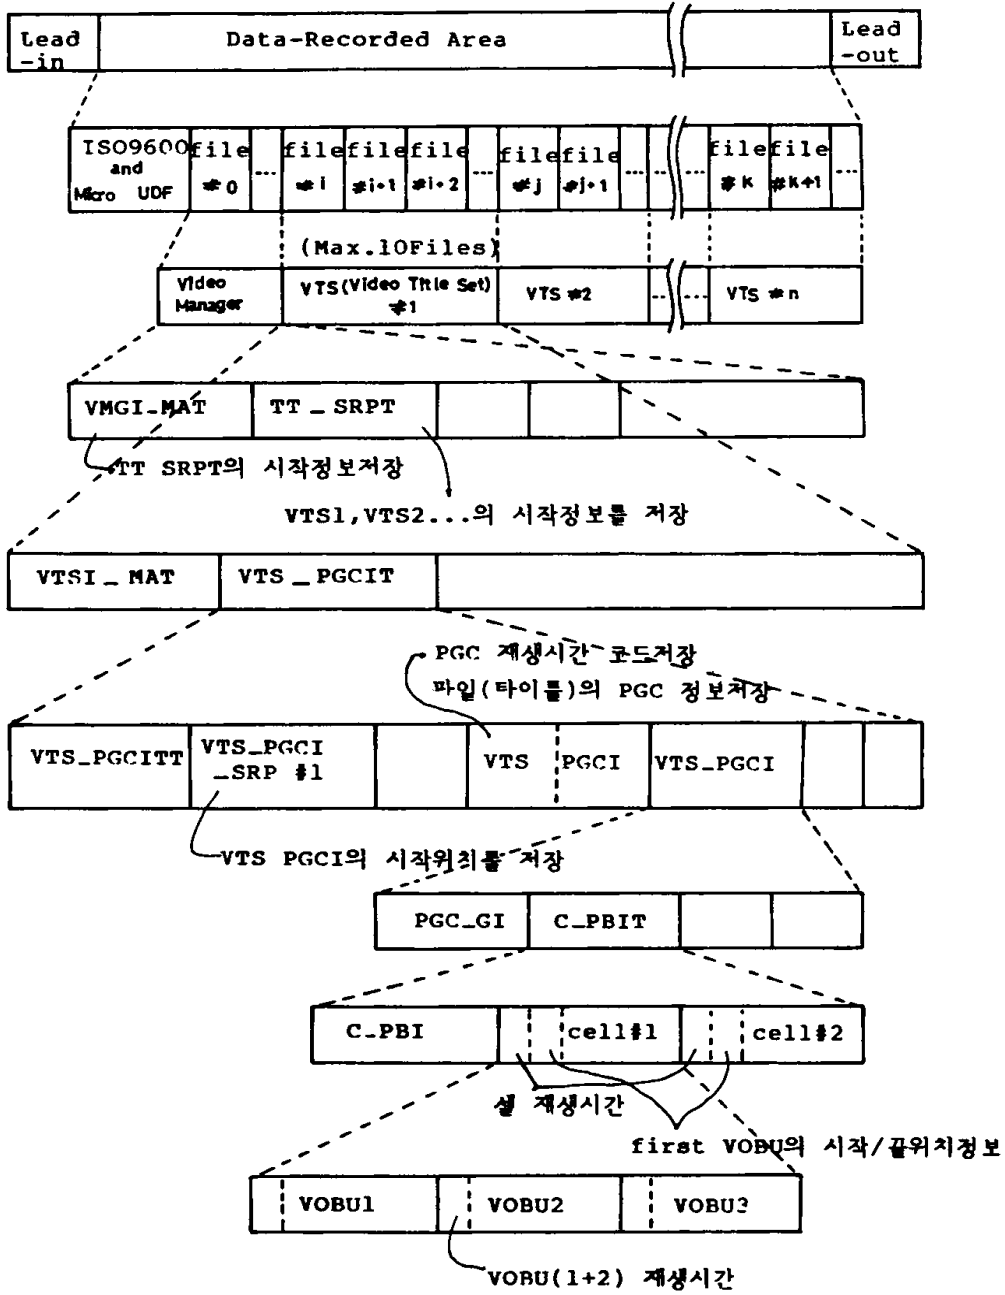 Lead
-in
Data-Recorded Area
Lead
-out
ISO9600
and
Micro UDF
file
#0
...
file
#i
file
#i+1
file
#i+2
...
file
#j
file
#j+1
...
...
file
#k
file
#k+1
...
(Max.10Files)
Video
Manager
VTS(Video Title Set)
#1
VTS #2
...
...
VTS #n
VMGI_MAT
TT_SRPT
TT SRPT의 시작정보저장
VTS1,VTS2...의 시작정보를 저장
VTSI_MAT
VTS_PGCIT
PGC 재생시간 코드저장
파일(타이틀)의 PGC 정보저장
VTS_PGCITT
VTS_PGCI
_SRP #1
VTS
PGCI
VTS_PGCI
VTS PGCI의 시작위치를 저장
PGC_GI
C_PBIT
C_PBI
cell#1
cell#2
셀 재생시간
first VOBU의 시작/끝위치정보
VOBU1
VOBU2
VOBU3
VOBU(1+2) 재생시간